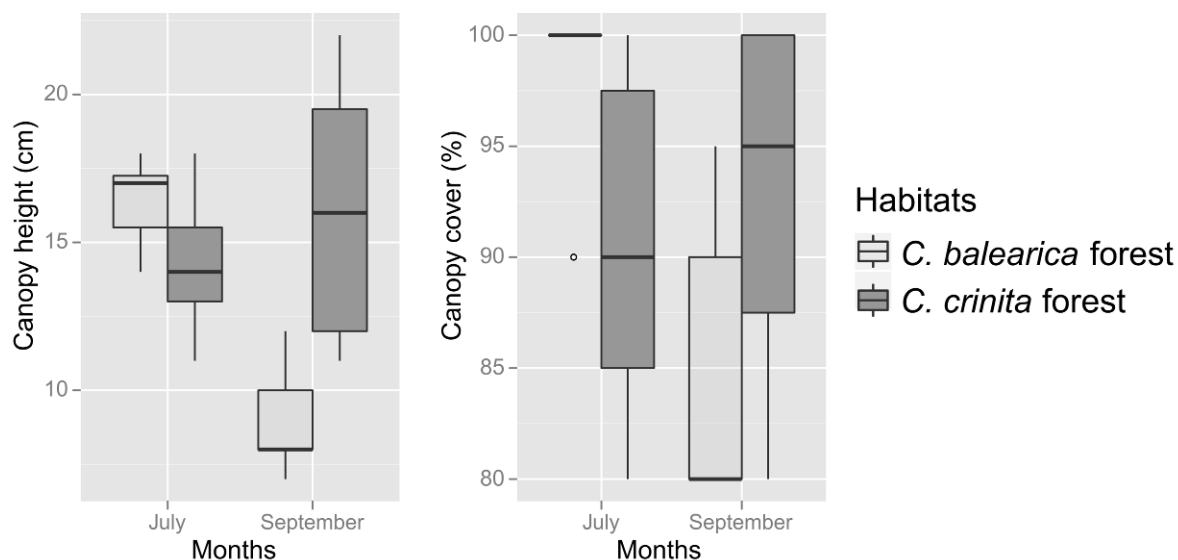 Canopy height (cm)
20
15
10
July
September
Months
Canopy cover (%)
100
95
90
85
80
July
September
Months
Habitats
C. balearica forest
C. crinita forest